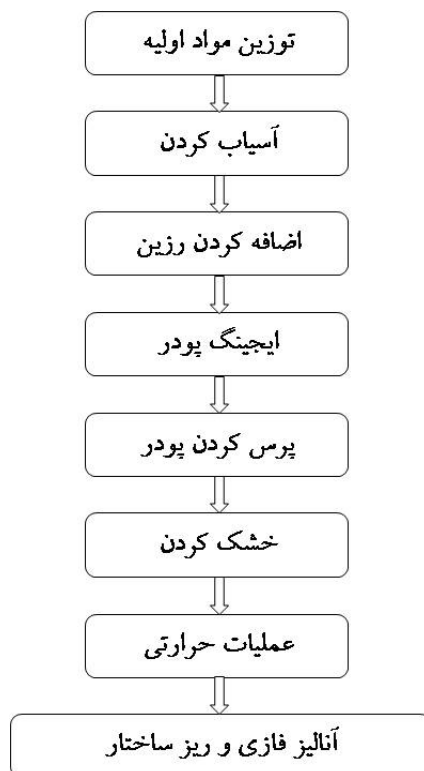 توزین مواد اولیه
آسیاب کردن
اضافه کردن رزین
ایجینگ پودر
پرس کردن پودر
خشک کردن
عملیات حرارتی
آنالیز فازی و ریز ساختار